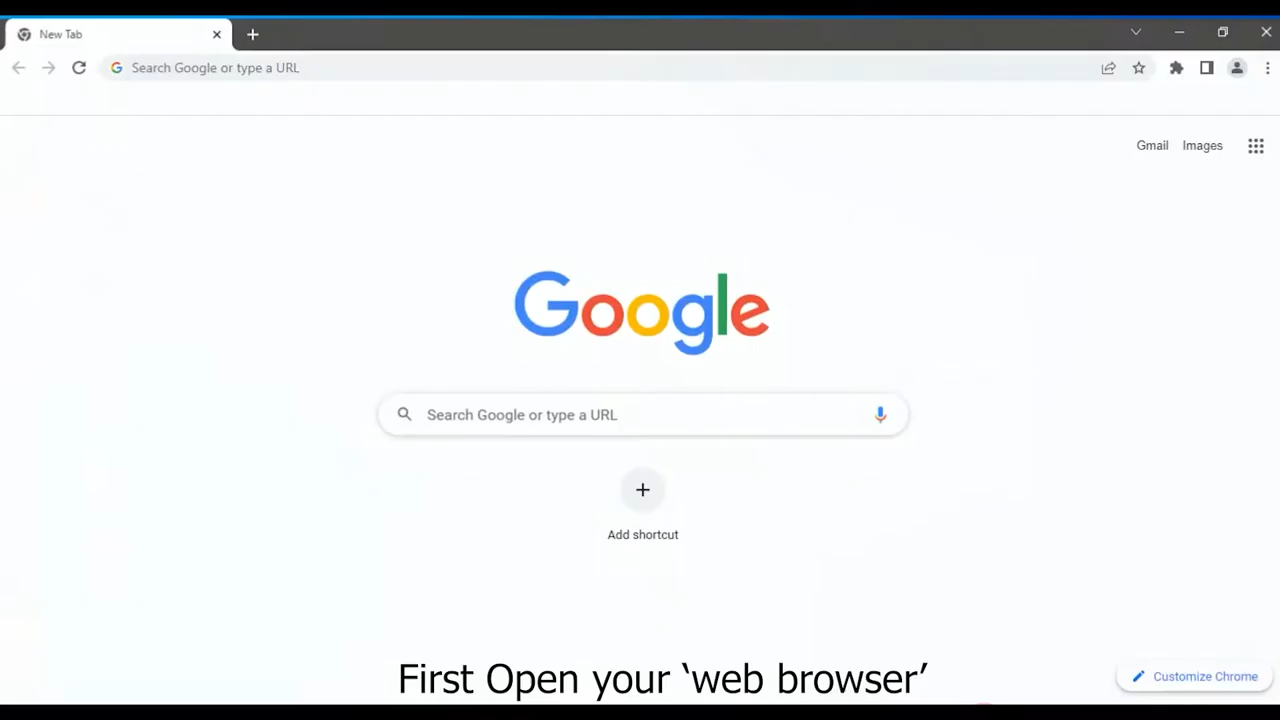 New Tab
Search Google or type a URL
Gmail Images
Google
Search Google or type a URL
Add shortcut
First Open your ‘web browser’
Customize Chrome